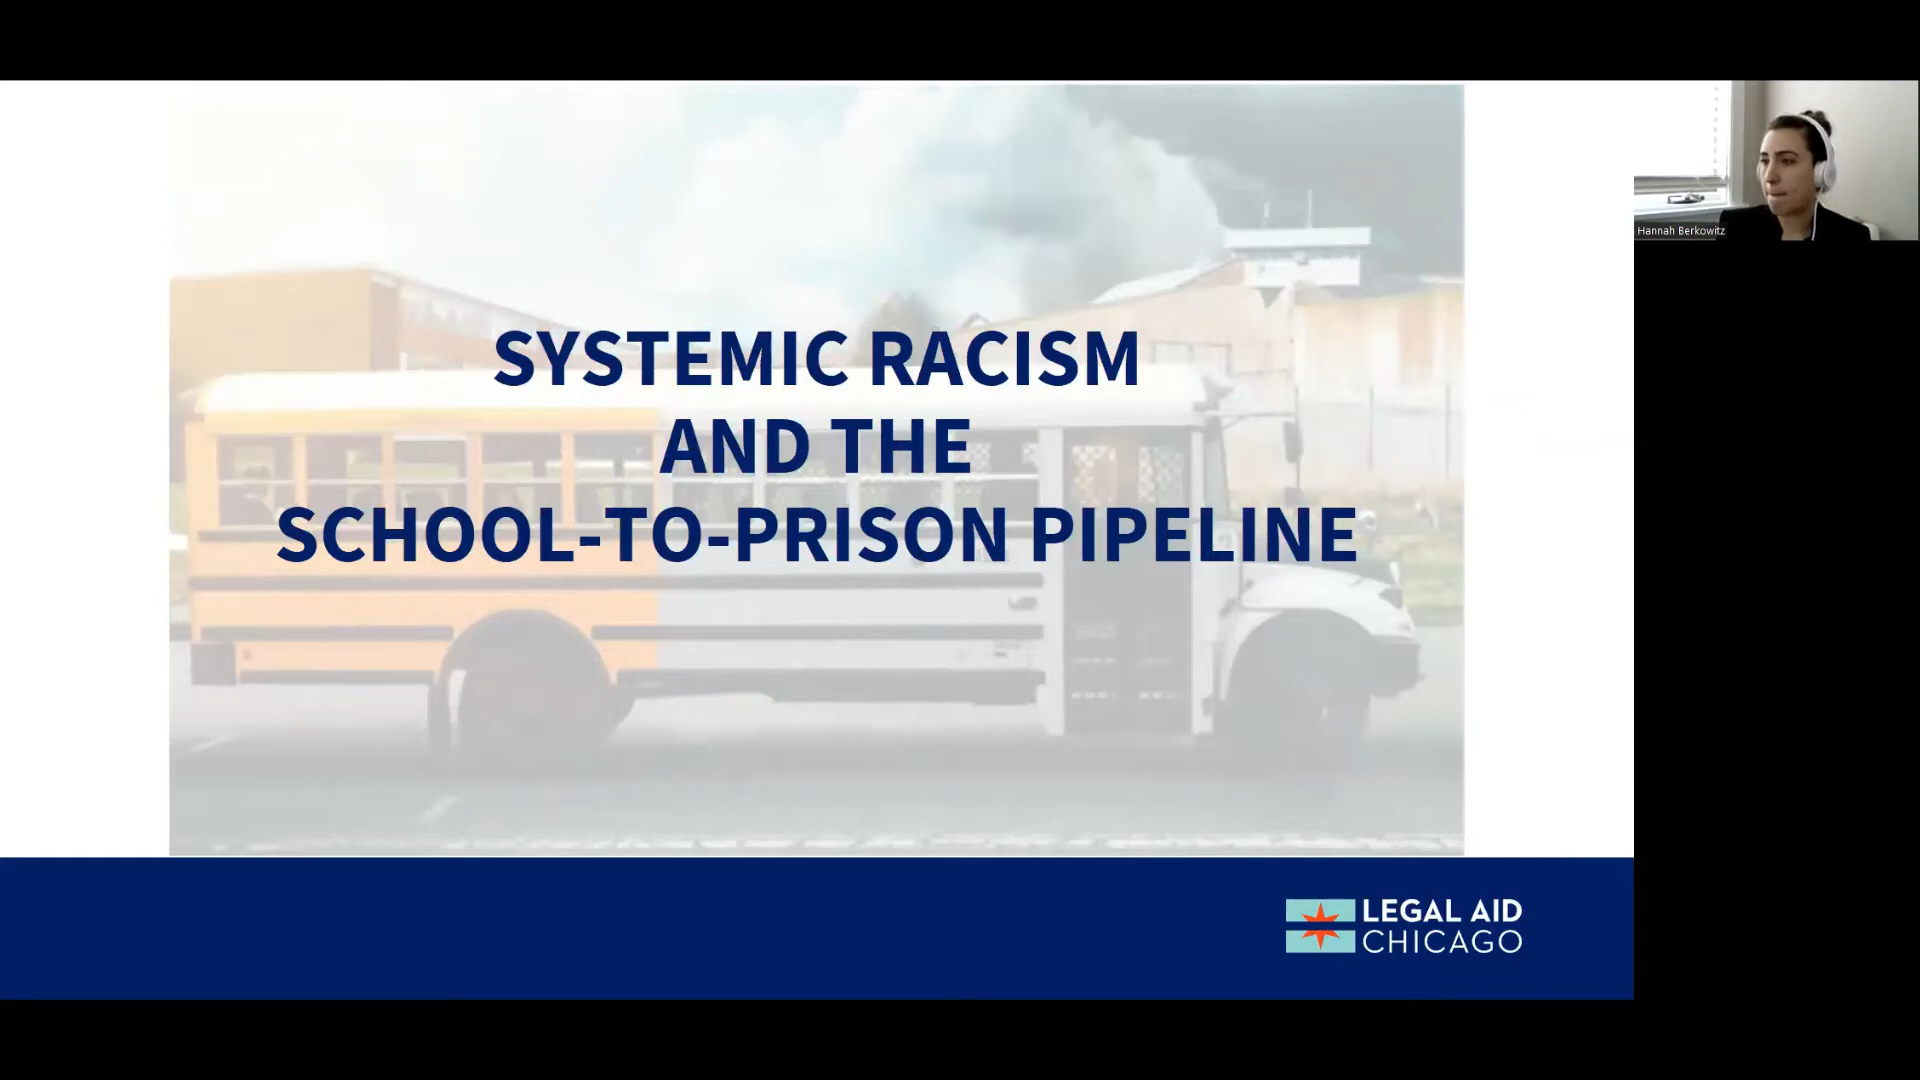 SYSTEMIC RACISM
AND THE
SCHOOL-TO-PRISON PIPELINE
Hannah Berkowitz
LEGAL AID
CHICAGO